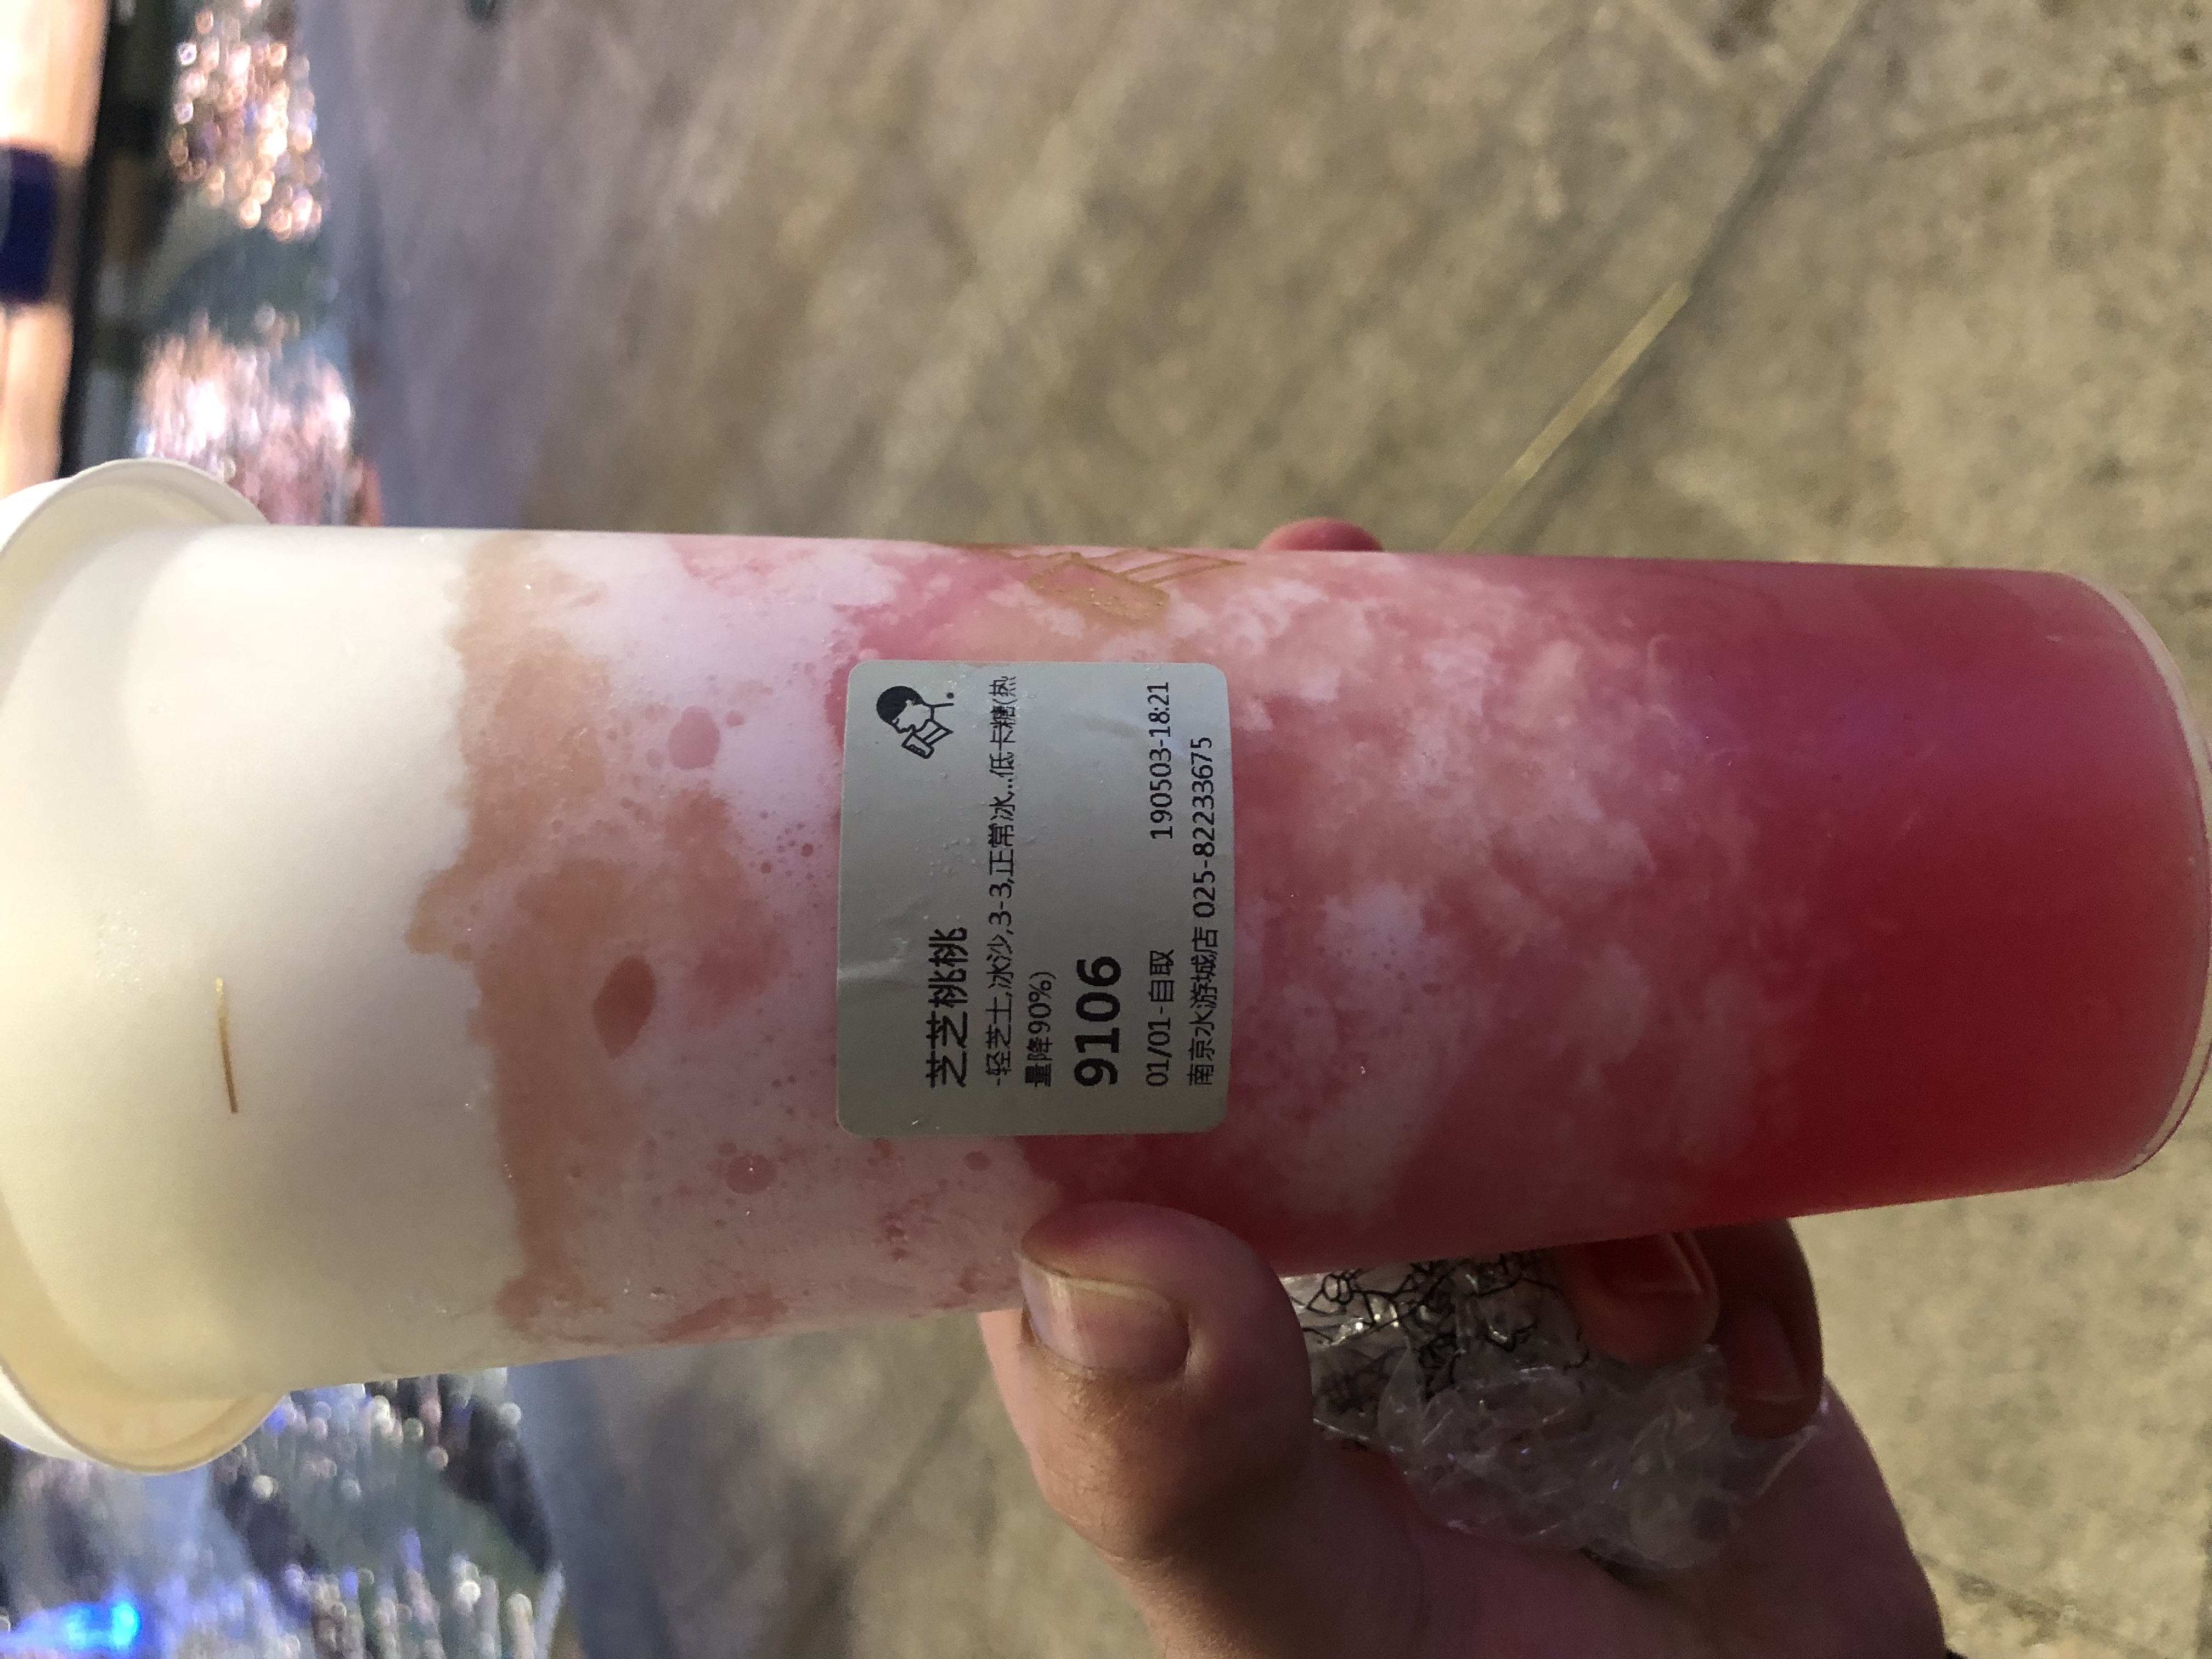 芝芝桃桃
-轻芝士,冰沙,3-3,正常冰...低卡糖(热
量降90%)
9106
01/01-自取 190503-18:21
南京水游城店 025-82233675